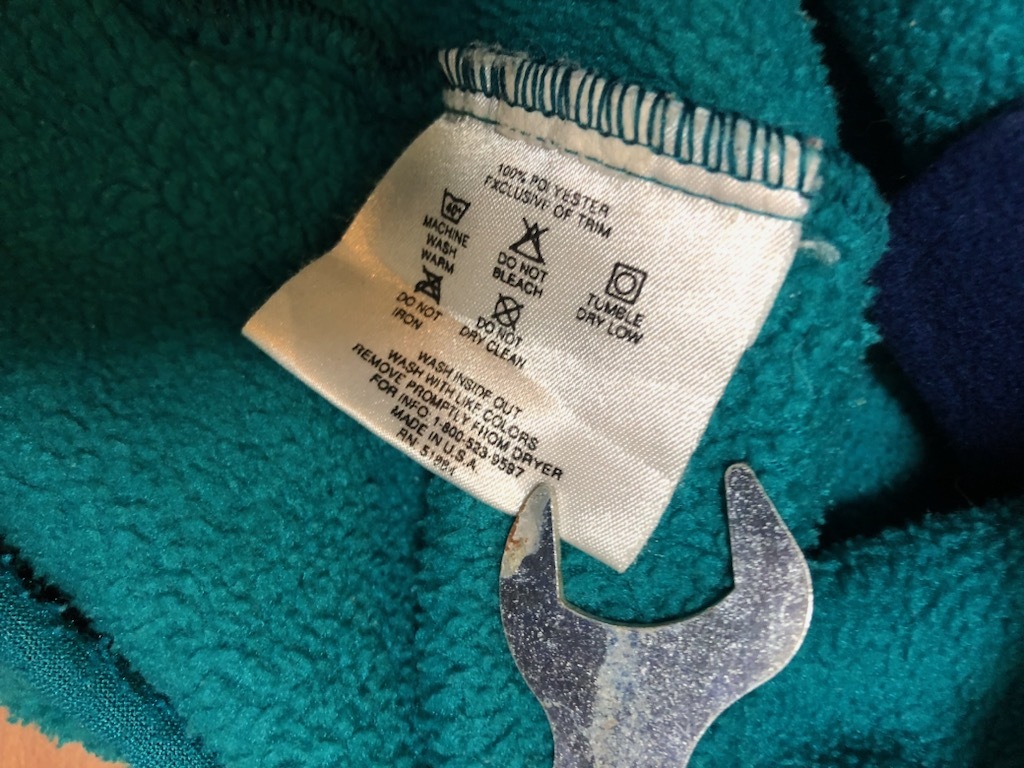 100% POLYESTER
EXCLUSIVE OF TRIM
40°
MACHINE
WASH
WARM
DO NOT
BLEACH
TUMBLE
DRY LOW
DO NOT
IRON
DO NOT
DRY CLEAN
WASH INSIDE OUT
WASH WITH LIKE COLORS
REMOVE PROMPTLY FROM DRYER
FOR INFO: 1-800-523-9597
MADE IN U.S.A.
RN